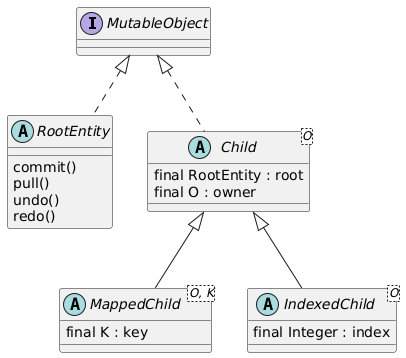 I MutableObject
A RootEntity
commit()
pull()
undo()
redo()
A Child O
final RootEntity : root
final O : owner
A MappedChild O, K
final K : key
A IndexedChild O
final Integer : index